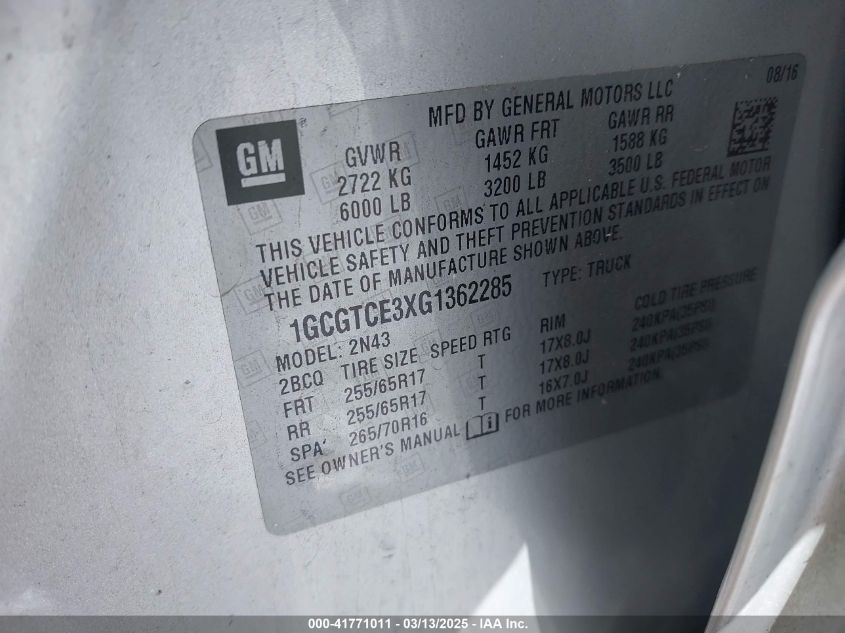 08/16
MFD BY GENERAL MOTORS LLC
GM
GVWR GAWR FRT GAWR RR
2722 KG 1452 KG 1588 KG
6000 LB 3200 LB 3500 LB
THIS VEHICLE CONFORMS TO ALL APPLICABLE U.S. FEDERAL MOTOR
VEHICLE SAFETY AND THEFT PREVENTION STANDARDS IN EFFECT ON
THE DATE OF MANUFACTURE SHOWN ABOVE.
1GCGTCE3XG1362285 TYPE: TRUCK
MODEL: 2N43
2BCQ TIRE SIZE SPEED RTG RIM COLD TIRE PRESSURE
FRT 255/65R17 T 17X8.0J 240KPA(35PSI)
RR 255/65R17 T 17X8.0J 240KPA(35PSI)
SPA 265/70R16 T 16X7.0J 240KPA(35PSI)
SEE OWNER'S MANUAL FOR MORE INFORMATION.
000-41771011 — 03/13/2025 — IAA Inc.